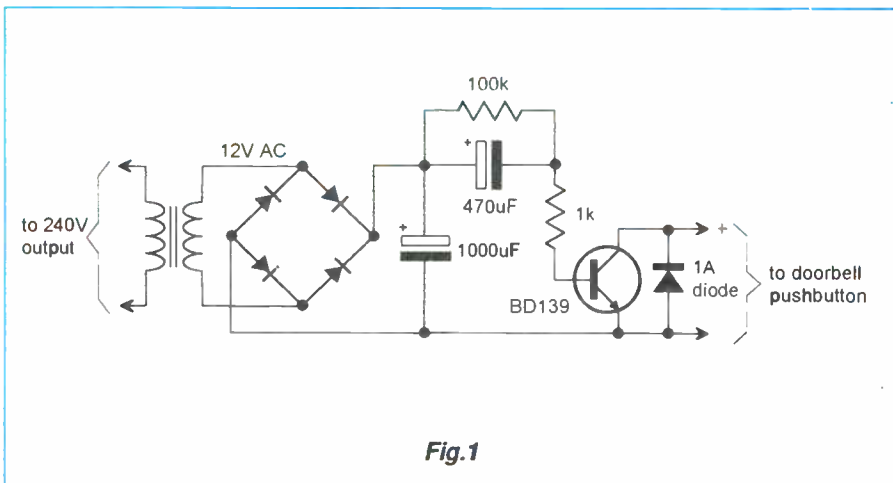 100k
12V AC
+
470uF
to 240V
output
+
1000uF
1k
+
1A
diode
to doorbell
pushbutton
BD139
Fig.1